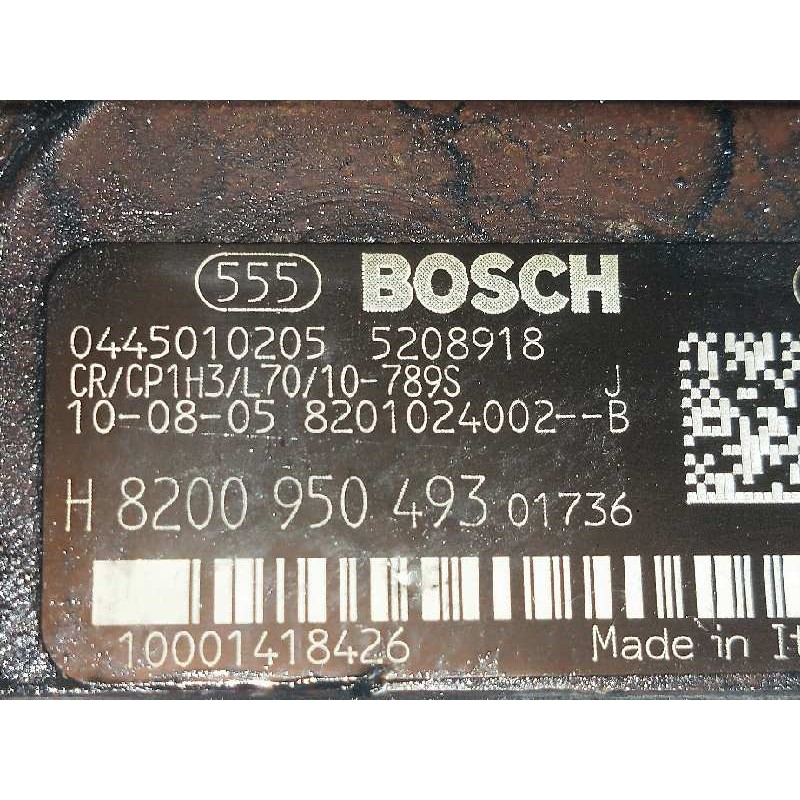 555 BOSCH
0445010205 5208918
CR/CP1H3/L70/10-789S J
10-08-05 8201024002--B
H 8200 950 493 01736
10001418426 Made in It